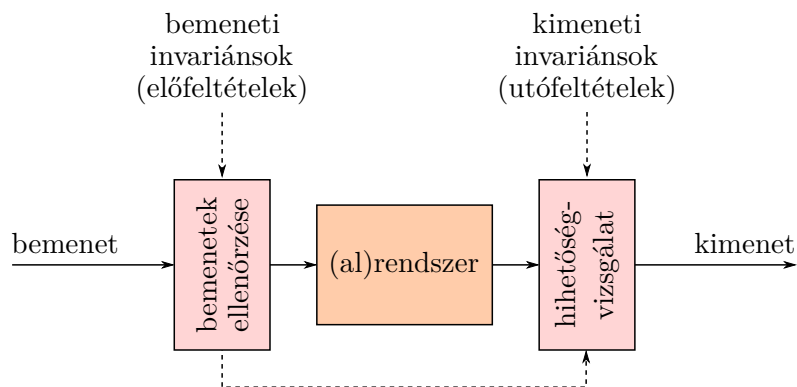 bemeneti
invariánsok
(előfeltételek)
kimeneti
invariánsok
(utófeltételek)
bemenet
bemenetek
ellenőrzése
(al)rendszer
hihetőség-
vizsgálat
kimenet